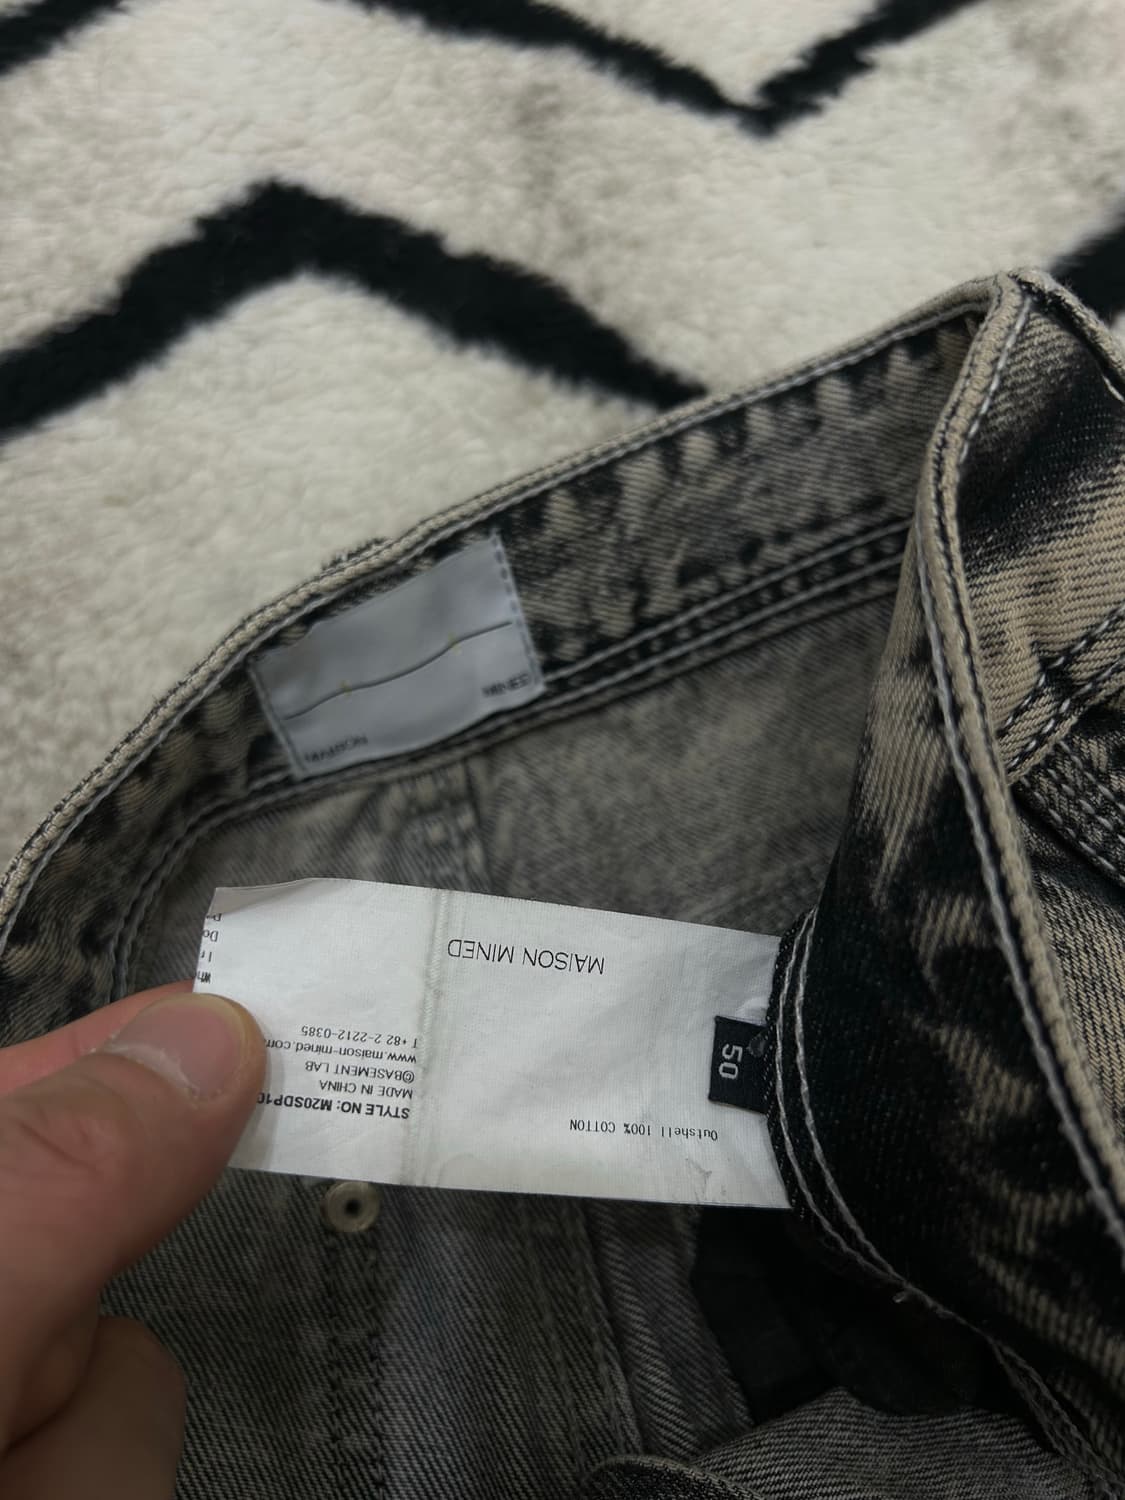 MAISON
MINED
MAISON MINED
50
Outshell 100% COTTON
STYLE NO: M20SDP10
MADE IN CHINA
©BASEMENT LAB
www.maison-mined.com
T +82 2-2212-0385